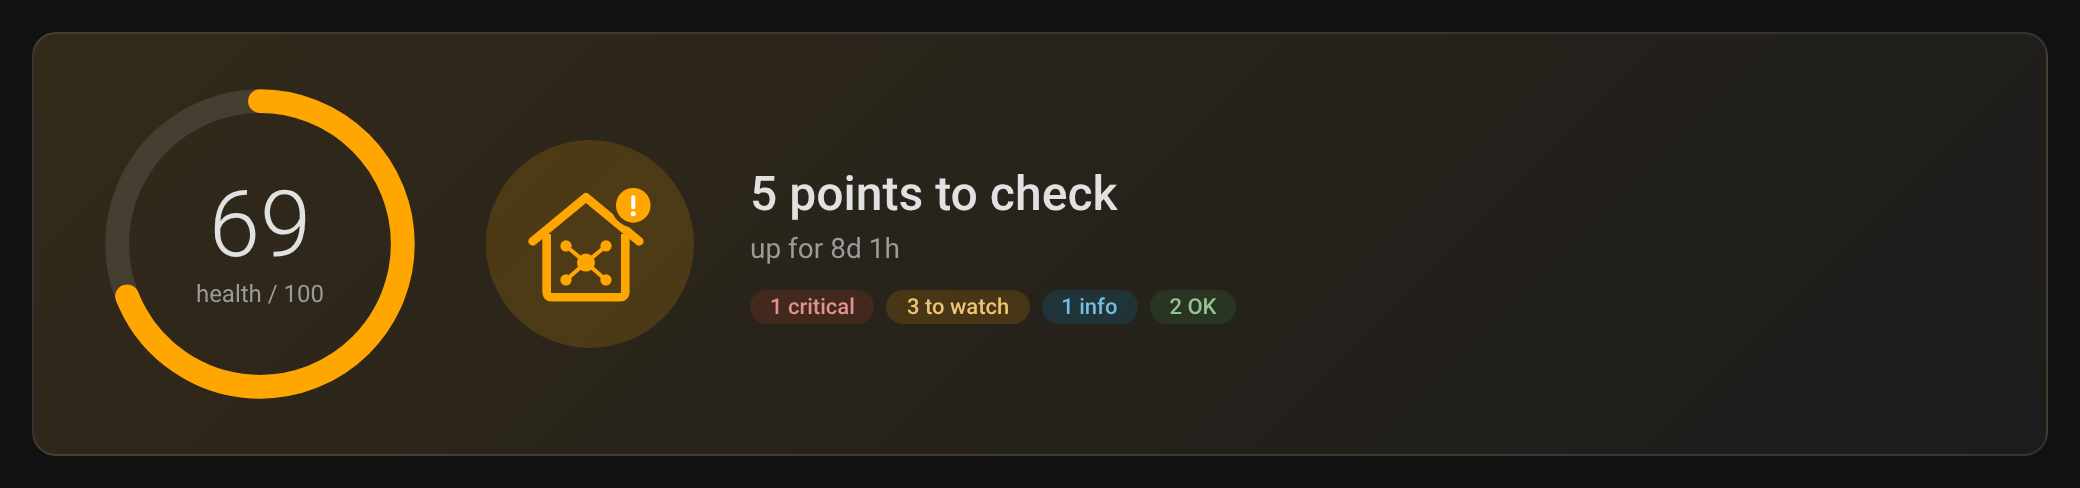 69
health / 100
!
5 points to check
up for 8d 1h
1 critical
3 to watch
1 info
2 OK